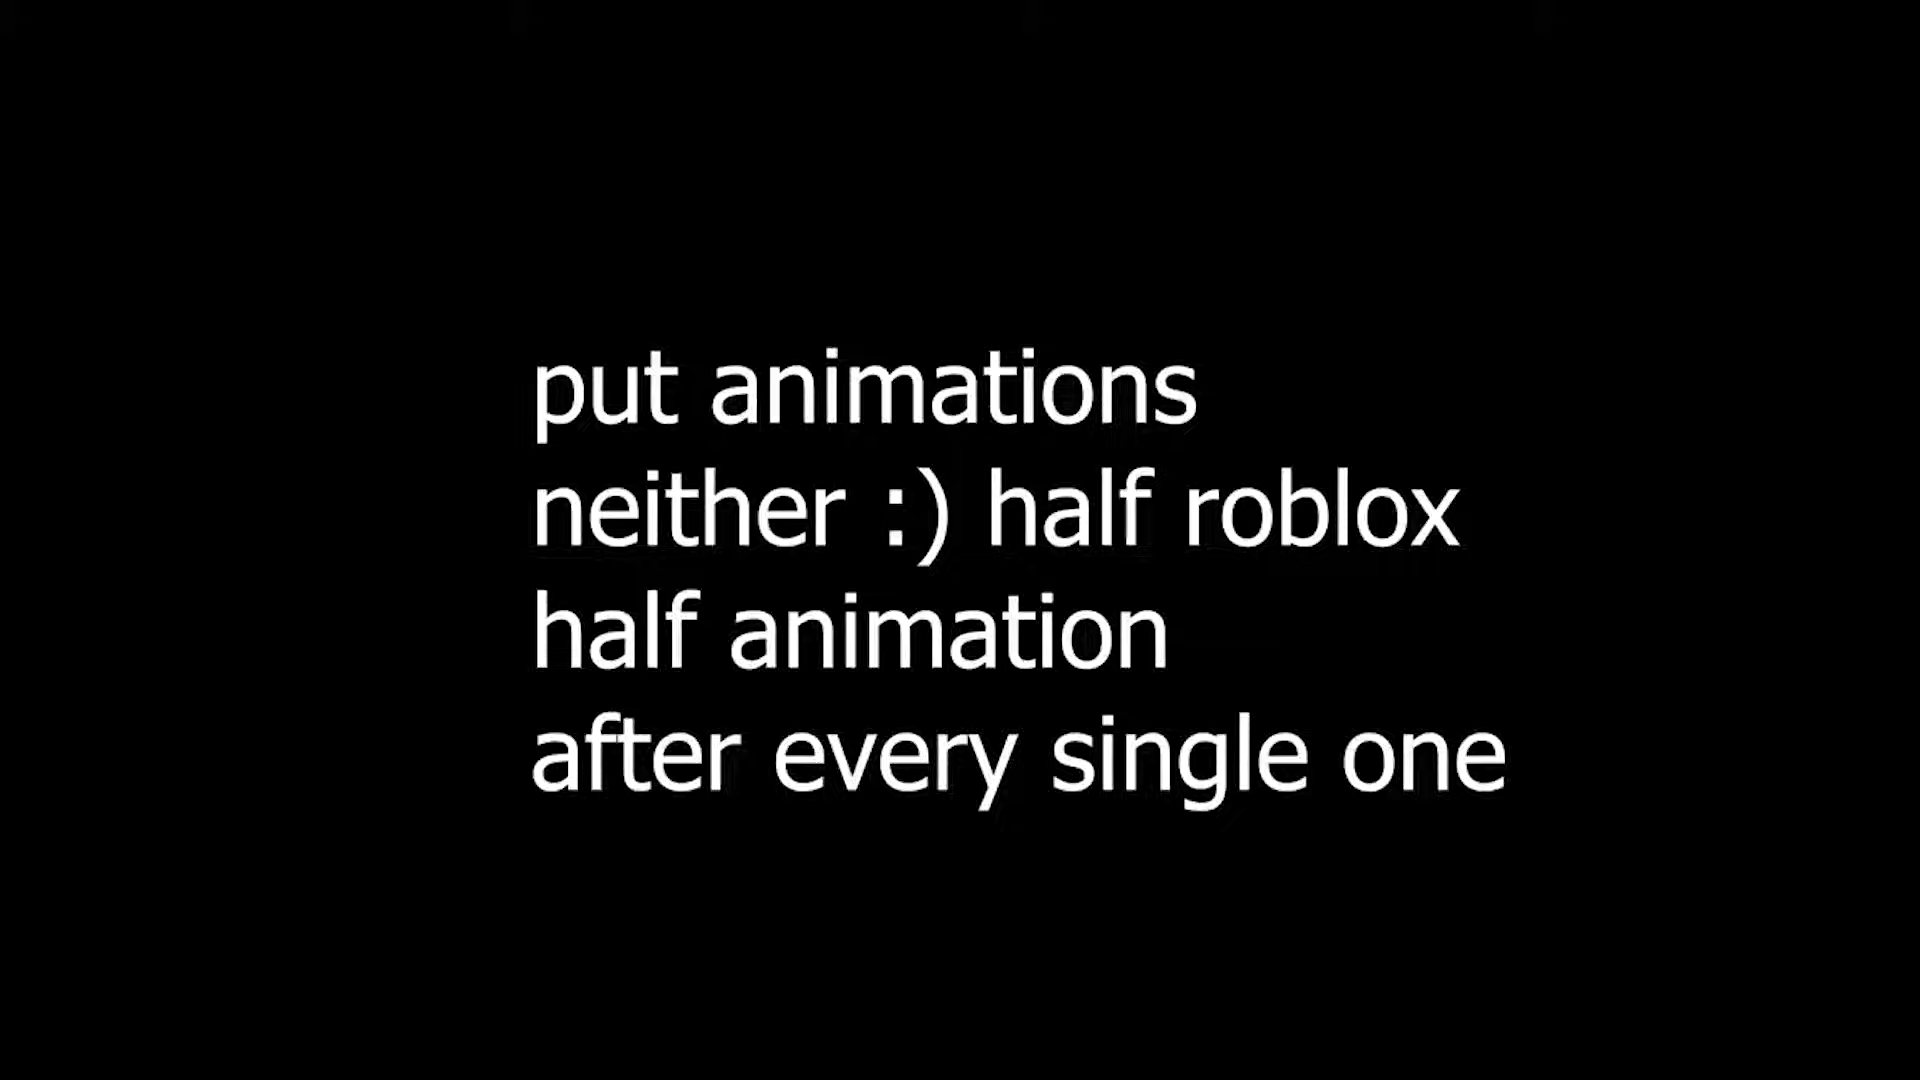 put animations
neither :) half roblox
half animation
after every single one